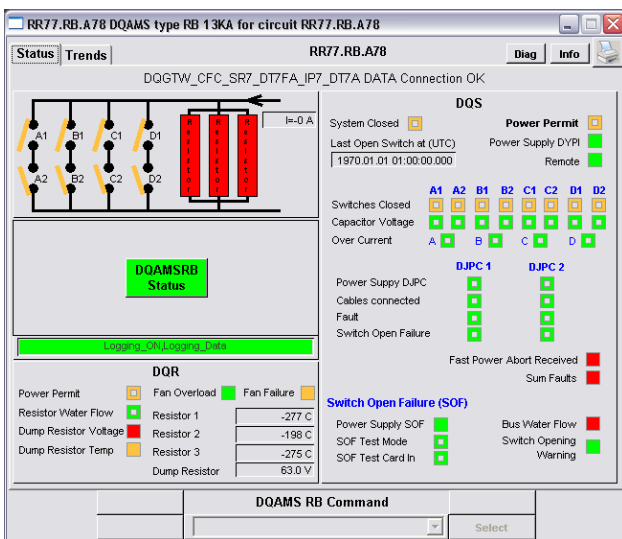 RR77.RB.A78 DQAMS type RB 13KA for circuit RR77.RB.A78
Status Trends RR77.RB.A78 Diag Info
DQGTW_CFC_SR7_DT7FA_IP7_DT7A DATA Connection OK
I=-0 A
A1 B1 C1 D1
Resistor Resistor Resistor
A2 B2 C2 D2
DQAMSRB
Status
Logging_ON,Logging_Data
DQR
Power Permit Fan Overload Fan Failure
Resistor Water Flow Resistor 1 -277 C
Dump Resistor Voltage Resistor 2 -198 C
Dump Resistor Temp Resistor 3 -275 C
Dump Resistor 63.0 V
DQS
System Closed Power Permit
Last Open Switch at (UTC) Power Supply DYPI
1970.01.01 01:00:00.000 Remote
A1 A2 B1 B2 C1 C2 D1 D2
Switches Closed
Capacitor Voltage
Over Current A B C D
DJPC 1 DJPC 2
Power Suppy DJPC
Cables connected
Fault
Switch Open Failure
Fast Power Abort Received
Sum Faults
Switch Open Failure (SOF)
Power Supply SOF Bus Water Flow
SOF Test Mode Switch Opening
SOF Test Card In Warning
DQAMS RB Command
Select